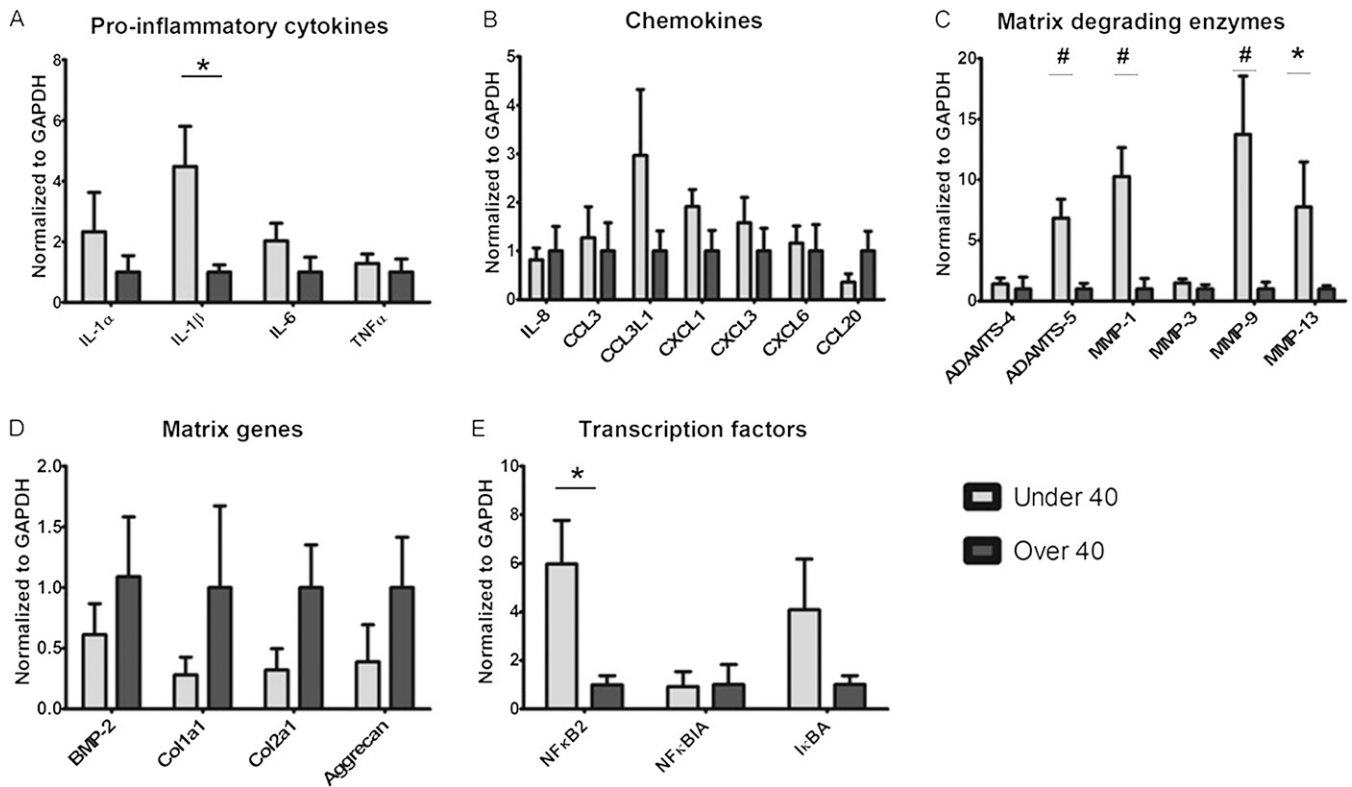 A
Pro-inflammatory cytokines
Normalized to GAPDH
8
6
4
2
0
*
IL-1α
IL-1β
IL-6
TNFα
B
Chemokines
Normalized to GAPDH
5
4
3
2
1
0
IL-8
CCL3
CCL3L1
CXCL1
CXCL3
CXCL6
CCL20
C
Matrix degrading enzymes
Normalized to GAPDH
20
15
10
5
0
# # # *
ADAMTS-4
ADAMTS-5
MMP-1
MMP-3
MMP-9
MMP-13
D
Matrix genes
Normalized to GAPDH
2.0
1.5
1.0
0.5
0.0
BMP-2
Col1a1
Col2a1
Aggrecan
E
Transcription factors
Normalized to GAPDH
10
8
6
4
2
0
*
NFκB2
NFκBIA
IκBA
Under 40
Over 40